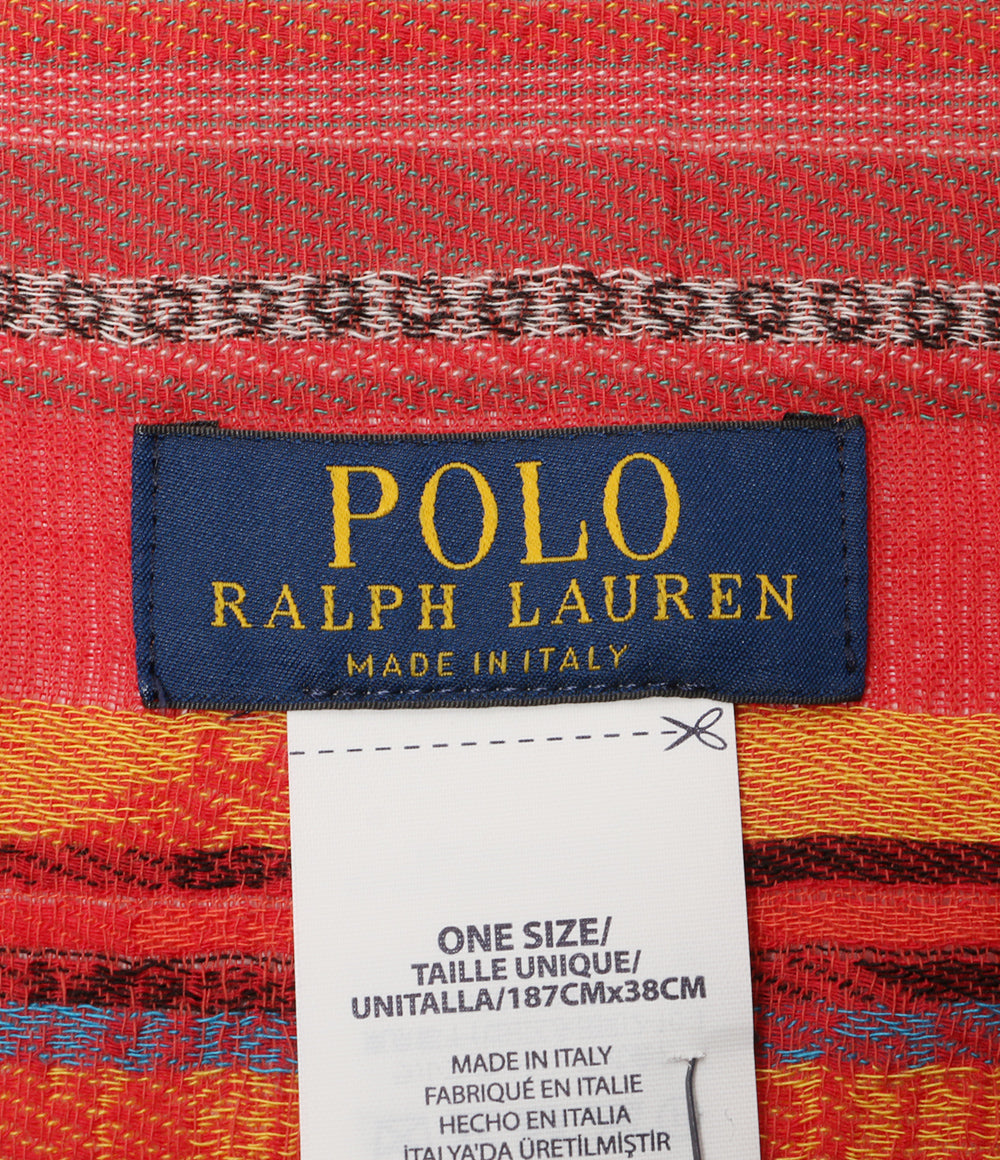 POLO
RALPH LAUREN
MADE IN ITALY
ONE SIZE/
TAILLE UNIQUE/
UNITALLA/187CMx38CM
MADE IN ITALY
FABRIQUÉ EN ITALIE
HECHO EN ITALIA
İTALYA'DA ÜRETİLMİŞTİR